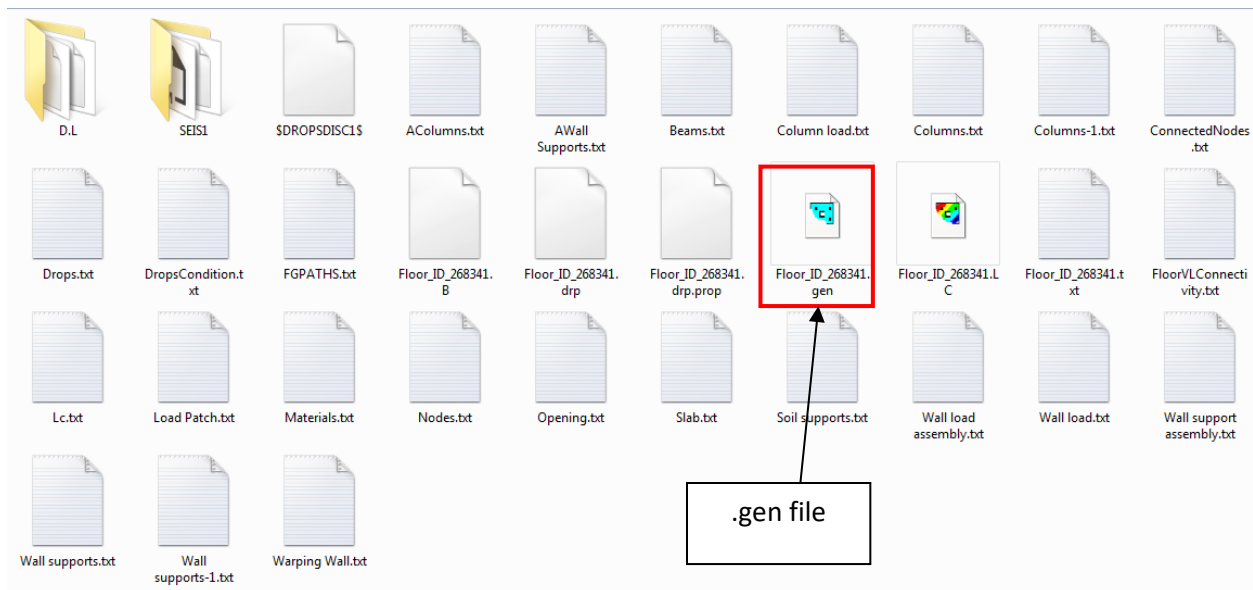 D.L
SEIS1
$DROPSDISC1$
AColumns.txt
AWall
Supports.txt
Beams.txt
Column load.txt
Columns.txt
Columns-1.txt
ConnectedNodes
.txt
Drops.txt
DropsCondition.t
xt
FGPATHS.txt
Floor_ID_268341.
B
Floor_ID_268341.
drp
Floor_ID_268341.
drp.prop
Floor_ID_268341.
gen
Floor_ID_268341.L
C
Floor_ID_268341.t
xt
FloorVLConnecti
vity.txt
Lc.txt
Load Patch.txt
Materials.txt
Nodes.txt
Opening.txt
Slab.txt
Soil supports.txt
Wall load
assembly.txt
Wall load.txt
Wall support
assembly.txt
Wall supports.txt
Wall
supports-1.txt
Warping Wall.txt
.gen file